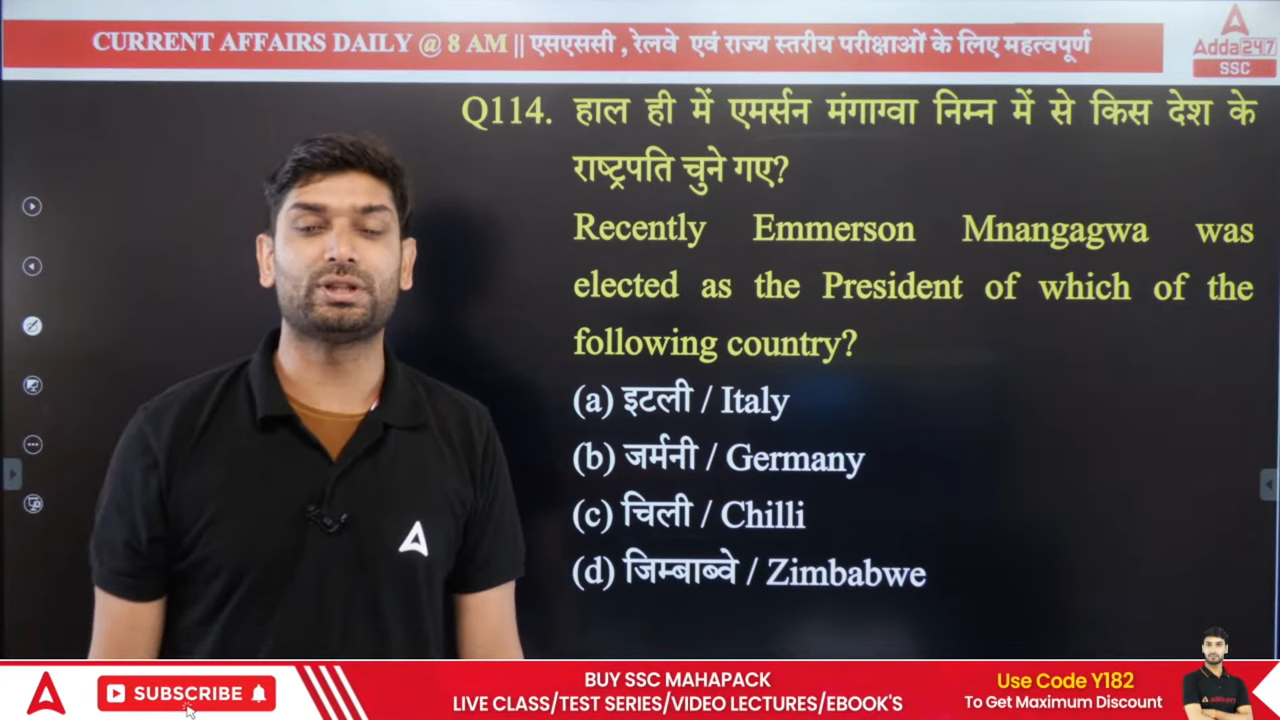 CURRENT AFFAIRS DAILY @ 8 AM || एसएससी , रेलवे एवं राज्य स्तरीय परीक्षाओं के लिए महत्वपूर्ण
Adda 24|7
SSC
Q114. हाल ही में एमर्सन मंगाग्वा निम्न में से किस देश के
राष्ट्रपति चुने गए?
Recently Emmerson Mnangagwa was
elected as the President of which of the
following country?
(a) इटली / Italy
(b) जर्मनी / Germany
(c) चिली / Chilli
(d) जिम्बाब्वे / Zimbabwe
SUBSCRIBE
BUY SSC MAHAPACK
LIVE CLASS/TEST SERIES/VIDEO LECTURES/EBOOK'S
Use Code Y182
To Get Maximum Discount